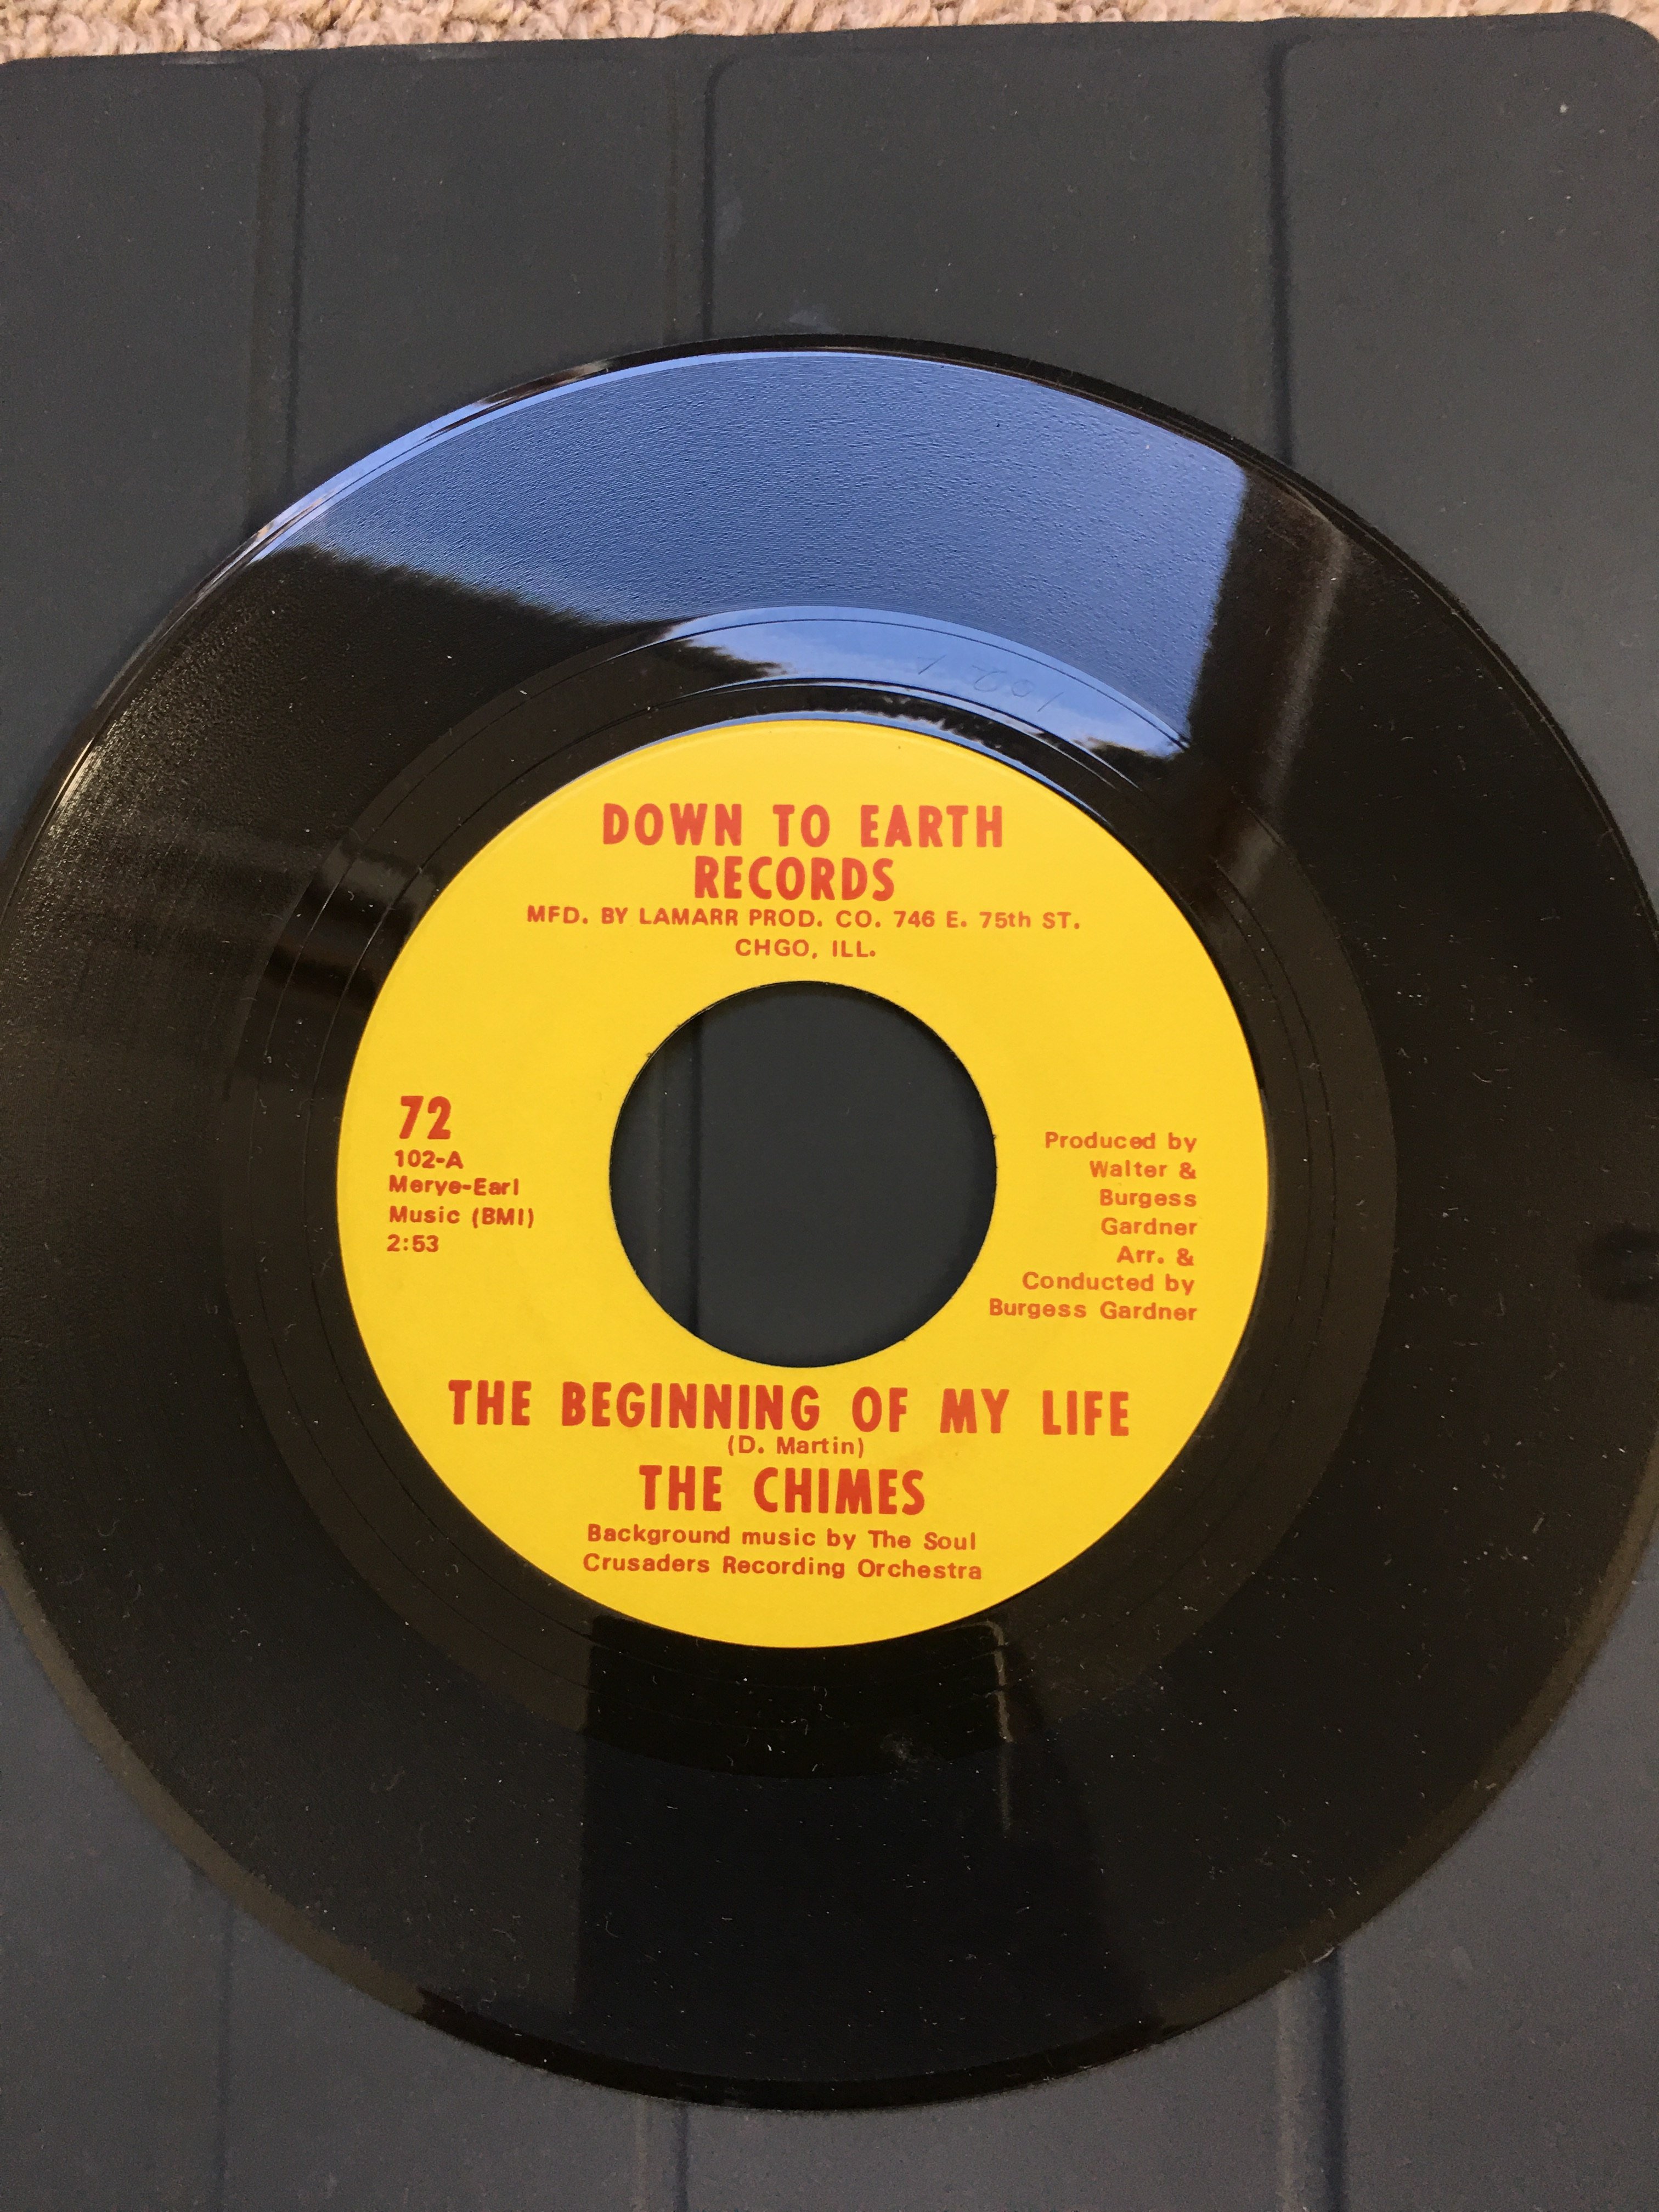 DOWN TO EARTH
RECORDS
MFD. BY LAMARR PROD. CO. 746 E. 75th ST.
CHGO, ILL.
72
102-A
Merye-Earl
Music (BMI)
2:53
Produced by
Walter &
Burgess
Gardner
Arr. &
Conducted by
Burgess Gardner
THE BEGINNING OF MY LIFE
(D. Martin)
THE CHIMES
Background music by The Soul
Crusaders Recording Orchestra